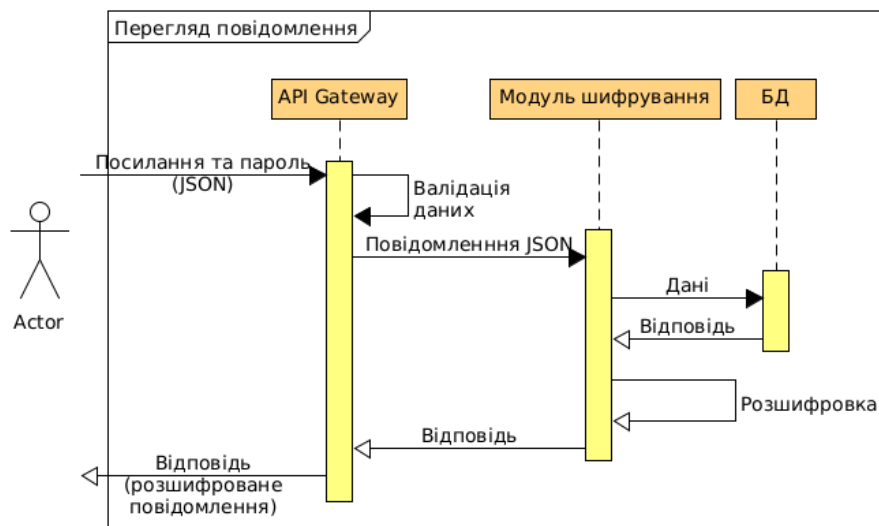 Перегляд повідомлення
API Gateway
Модуль шифрування
БД
Посилання та пароль
(JSON)
Валідація
даних
Повідомленння JSON
Дані
Відповідь
Розшифровка
Відповідь
Відповідь
(розшифроване
повідомлення)
Actor